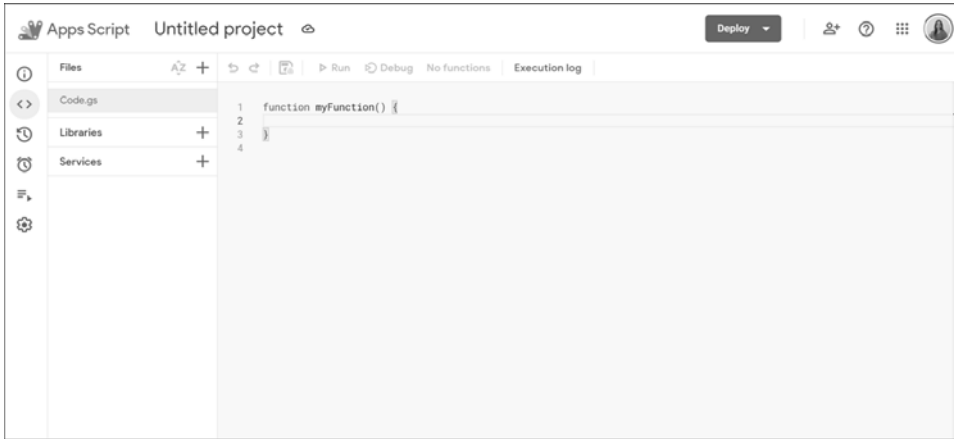 Apps Script Untitled project Deploy
Files AZ Run Debug No functions Execution log
Code.gs
Libraries
Services
1 function myFunction() {
2
3 }
4